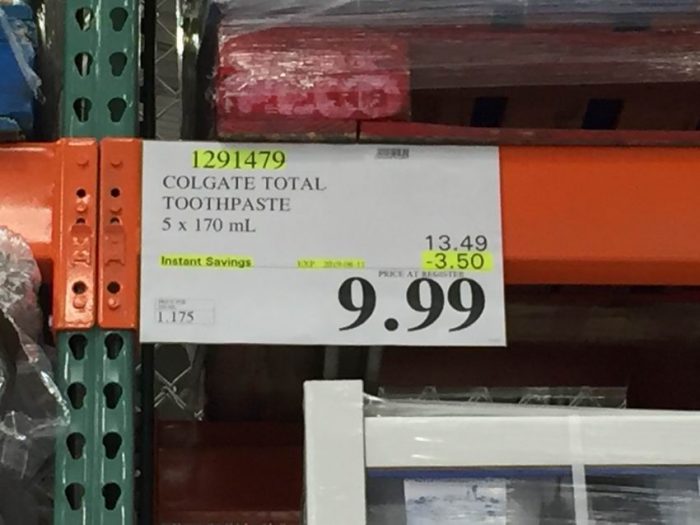 1291479
COLGATE TOTAL
TOOTHPASTE
5 x 170 mL
13.49
Instant Savings
-3.50
PRICE AT REGISTER
9.99
1.175